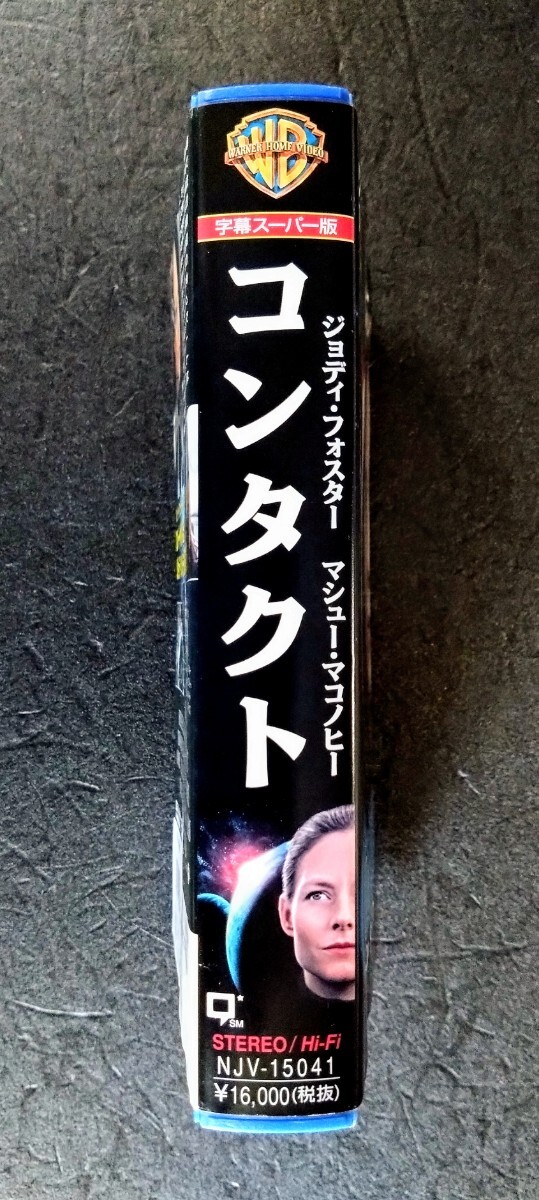 WB
WARNER HOME VIDEO
字幕スーパー版
コンタクト
ジョディ・フォスター マシュー・マコノヒー
SM
STEREO/Hi-Fi
NJV-15041
¥16,000(税抜)